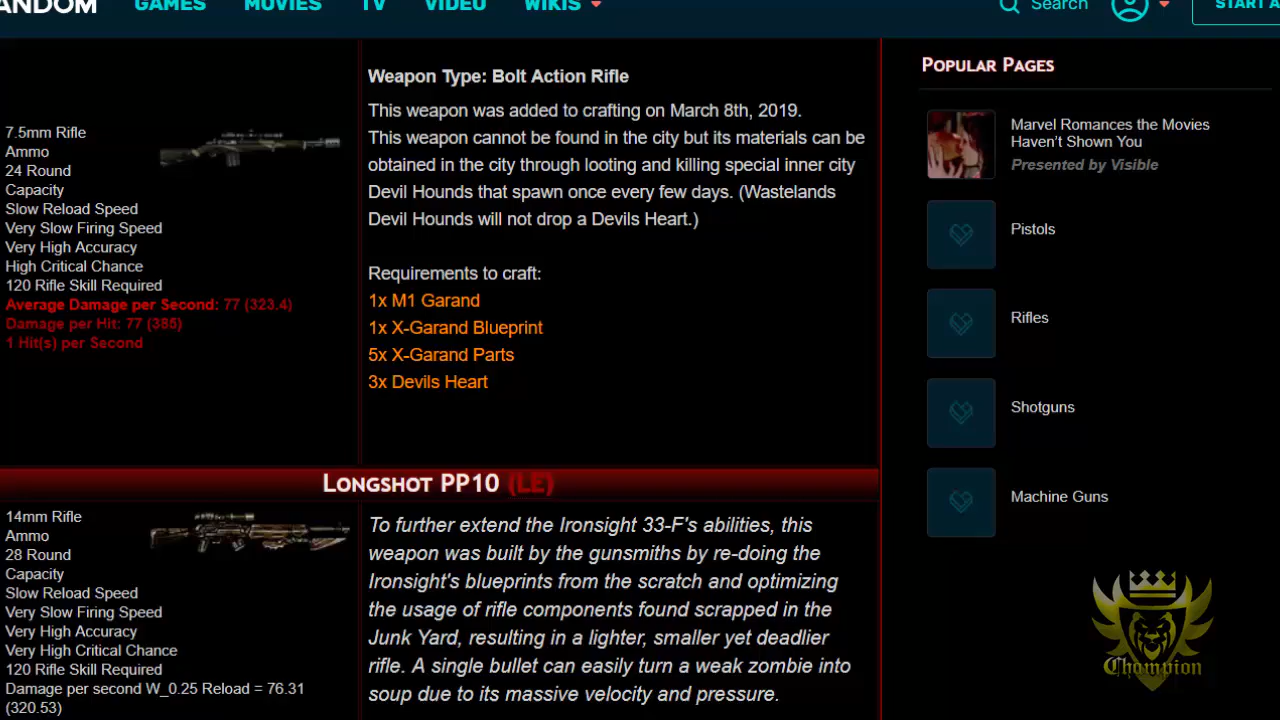 ANDOM GAMES MOVIES TV VIDEO WIKIS Search START A
7.5mm Rifle
Ammo
24 Round
Capacity
Slow Reload Speed
Very Slow Firing Speed
Very High Accuracy
High Critical Chance
120 Rifle Skill Required
Average Damage per Second: 77 (323.4)
Damage per Hit: 77 (385)
1 Hit(s) per Second
Weapon Type: Bolt Action Rifle
This weapon was added to crafting on March 8th, 2019.
This weapon cannot be found in the city but its materials can be
obtained in the city through looting and killing special inner city
Devil Hounds that spawn once every few days. (Wastelands
Devil Hounds will not drop a Devils Heart.)
Requirements to craft:
1x M1 Garand
1x X-Garand Blueprint
5x X-Garand Parts
3x Devils Heart
Longshot PP10 (LE)
14mm Rifle
Ammo
28 Round
Capacity
Slow Reload Speed
Very Slow Firing Speed
Very High Accuracy
Very High Critical Chance
120 Rifle Skill Required
Damage per second W_0.25 Reload = 76.31
(320.53)
To further extend the Ironsight 33-F's abilities, this
weapon was built by the gunsmiths by re-doing the
Ironsight's blueprints from the scratch and optimizing
the usage of rifle components found scrapped in the
Junk Yard, resulting in a lighter, smaller yet deadlier
rifle. A single bullet can easily turn a weak zombie into
soup due to its massive velocity and pressure.
Popular Pages
Marvel Romances the Movies
Haven't Shown You
Presented by Visible
Pistols
Rifles
Shotguns
Machine Guns
Champion